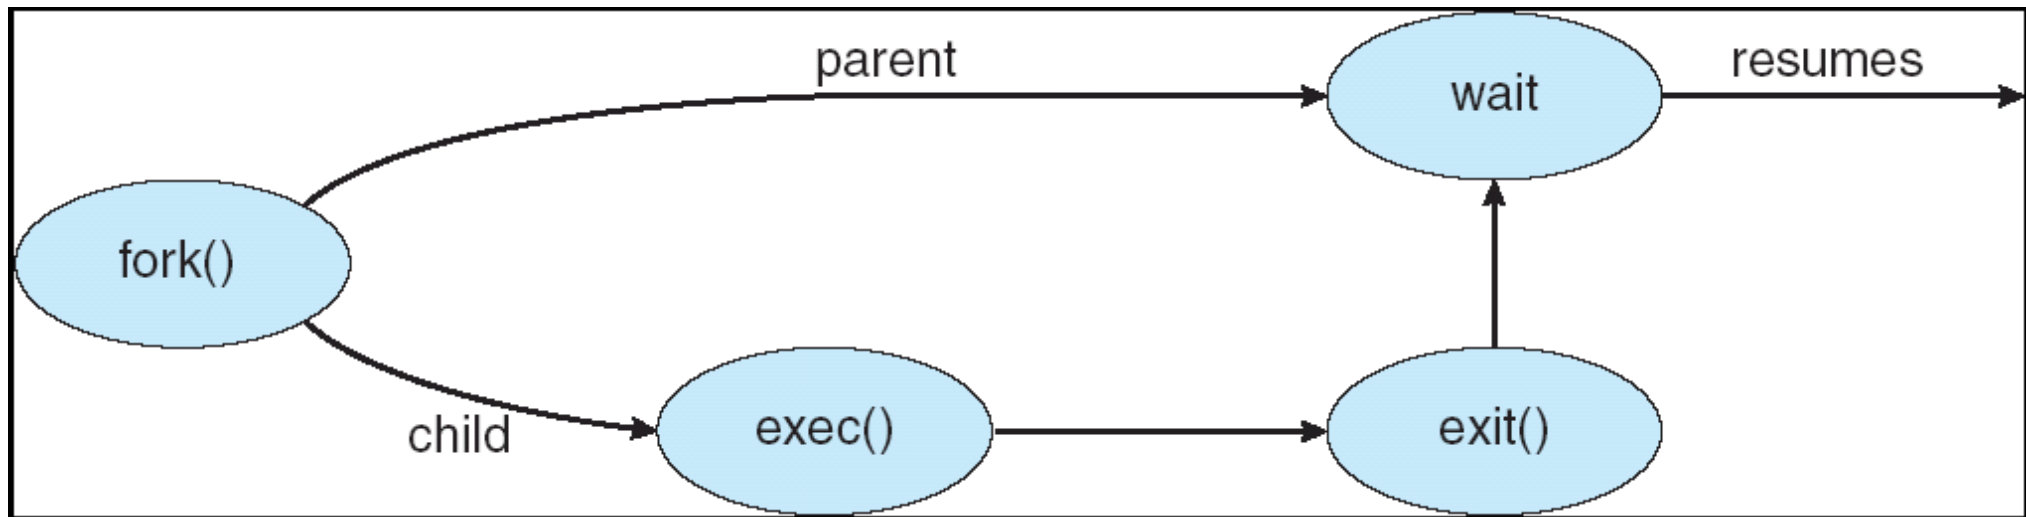 parent
wait
resumes
fork()
child
exec()
exit()